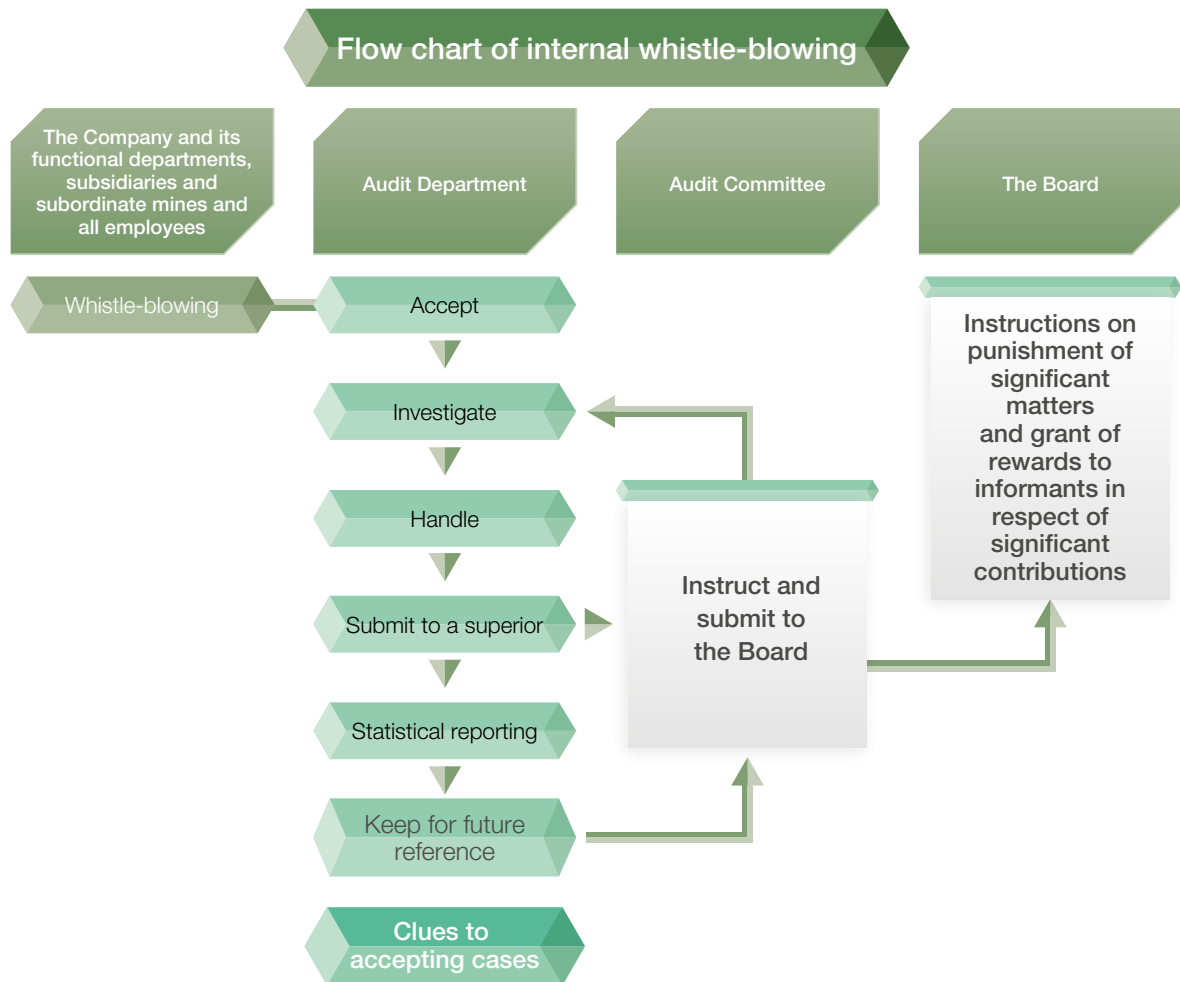 Flow chart of internal whistle-blowing
The Company and its
functional departments,
subsidiaries and
subordinate mines and
all employees
Audit Department
Audit Committee
The Board
Whistle-blowing
Accept
Investigate
Handle
Submit to a superior
Statistical reporting
Keep for future
reference
Clues to
accepting cases
Instruct and
submit to
the Board
Instructions on
punishment of
significant
matters
and grant of
rewards to
informants in
respect of
significant
contributions